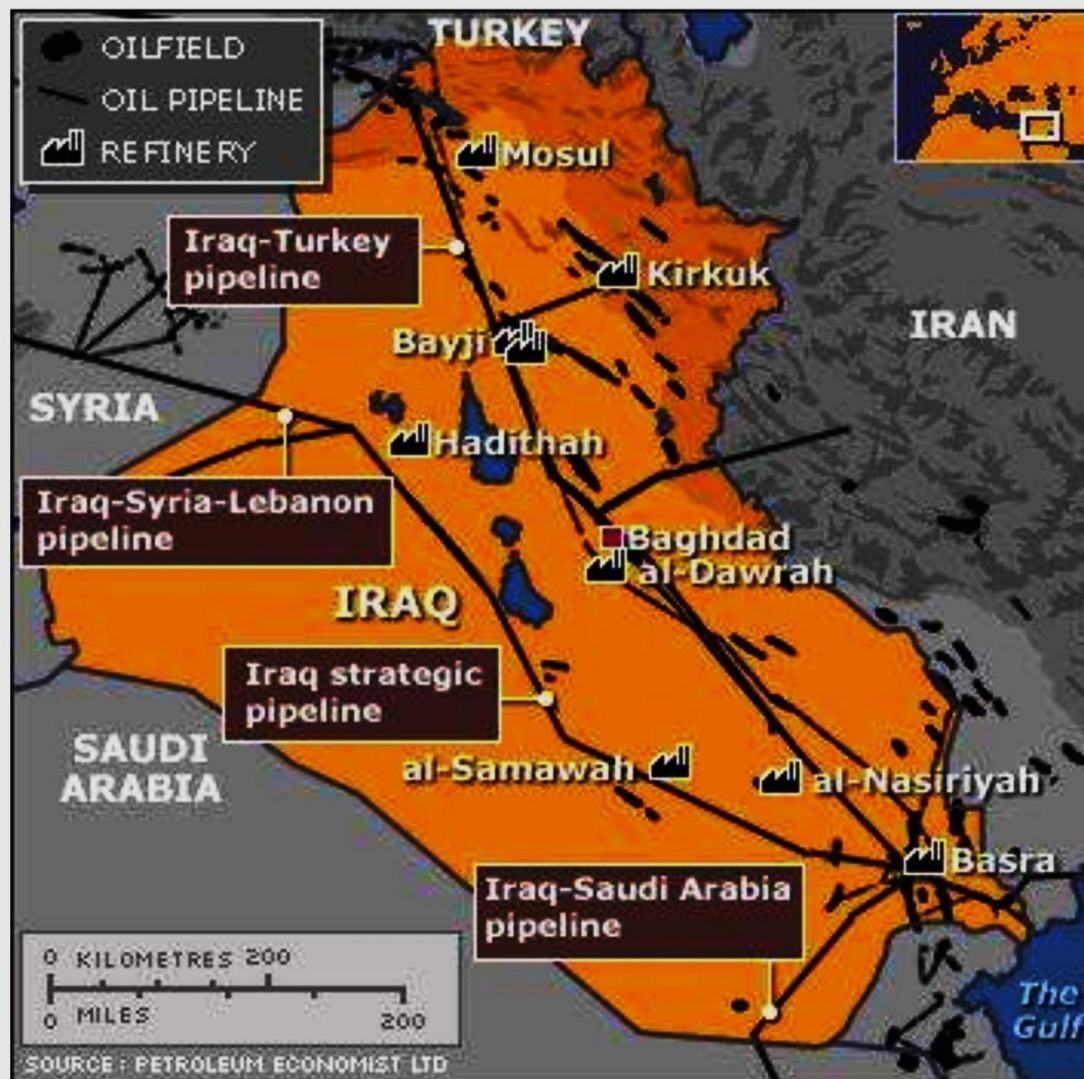 TURKEY
OILFIELD
OIL PIPELINE
REFINERY
Mosul
Iraq-Turkey
pipeline
Kirkuk
IRAN
Bayji
SYRIA
Hadithah
Iraq-Syria-Lebanon
pipeline
Baghdad
al-Dawrah
IRAQ
Iraq strategic
pipeline
SAUDI
ARABIA
al-Samawah
al-Nasiriyah
Basra
Iraq-Saudi Arabia
pipeline
0 KILOMETRES 200
0 MILES 200
The
Gulf
SOURCE : PETROLEUM ECONOMIST LTD